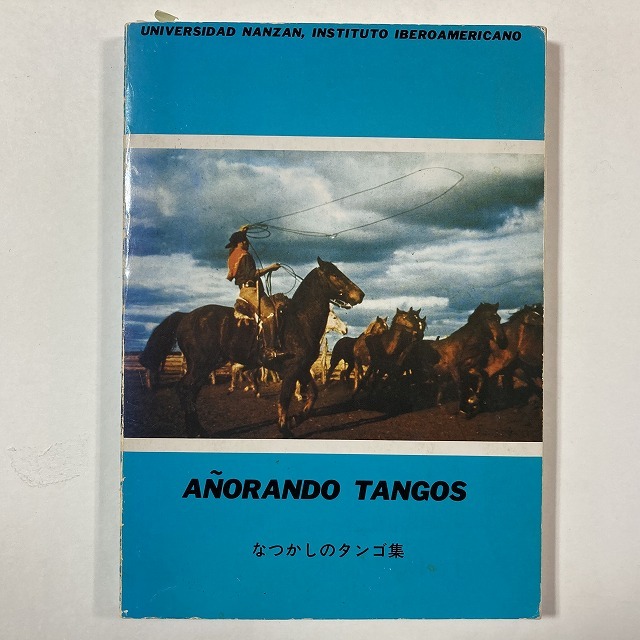 UNIVERSIDAD NANZAN, INSTITUTO IBEROAMERICANO
AÑORANDO TANGOS
なつかしのタンゴ集